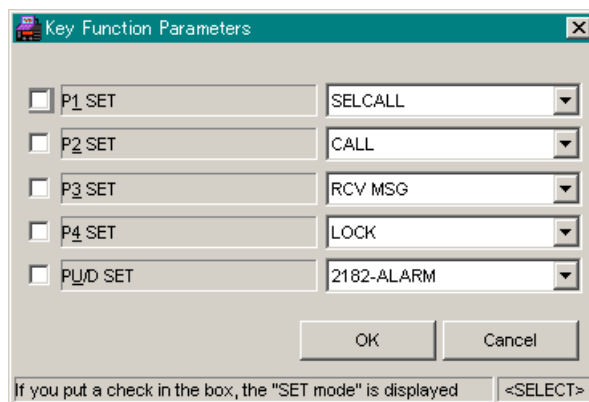 Key Function Parameters
P1 SET SELCALL
P2 SET CALL
P3 SET RCV MSG
P4 SET LOCK
PU/D SET 2182-ALARM
OK Cancel
If you put a check in the box, the "SET mode" is displayed <SELECT>